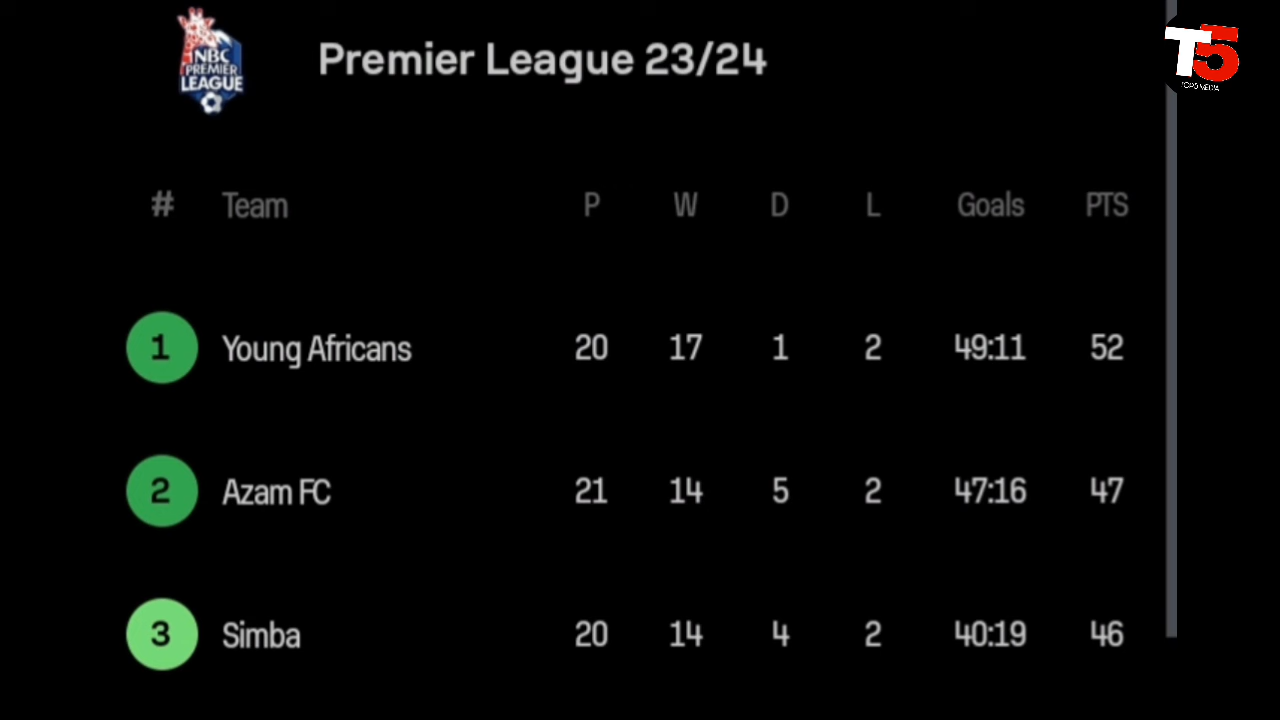 NBC
PREMIER
LEAGUE
Premier League 23/24
T5
TOP5 MEDIA
# Team P W D L Goals PTS
1 Young Africans 20 17 1 2 49:11 52
2 Azam FC 21 14 5 2 47:16 47
3 Simba 20 14 4 2 40:19 46